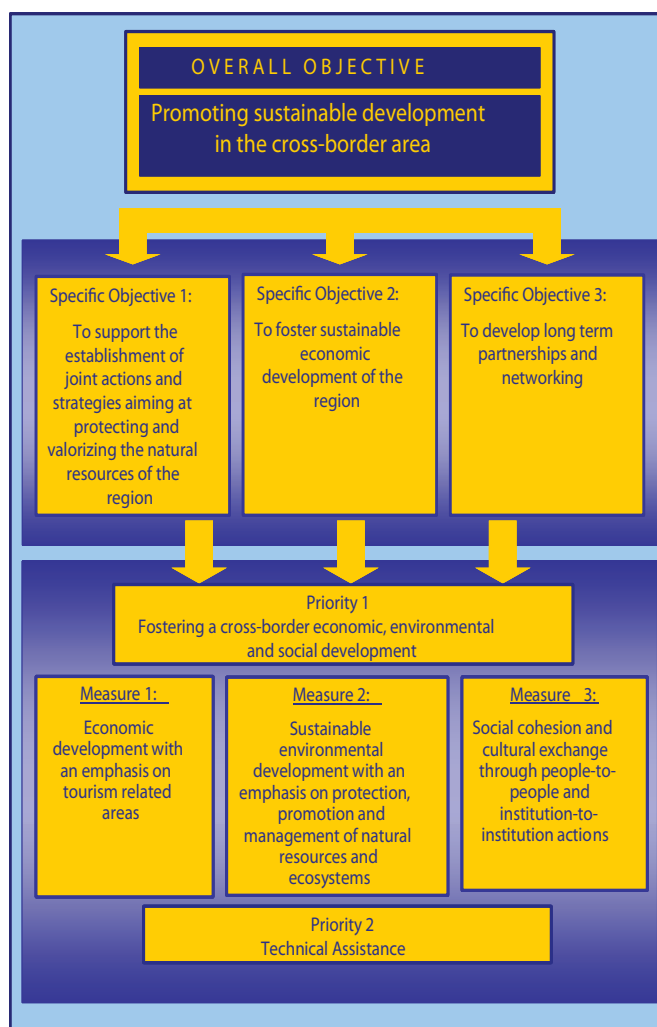 OVERALL OBJECTIVE
Promoting sustainable development
in the cross-border area
Specific Objective 1:
To support the
establishment of
joint actions and
strategies aiming at
protecting and
valorizing the natural
resources of the
region
Specific Objective 2:
To foster sustainable
economic
development of the
region
Specific Objective 3:
To develop long term
partnerships and
networking
Priority 1
Fostering a cross-border economic, environmental
and social development
Measure 1:
Economic
development with
an emphasis on
tourism related
areas
Measure 2:
Sustainable
environmental
development with an
emphasis on protection,
promotion and
management of natural
resources and
ecosystems
Measure 3:
Social cohesion and
cultural exchange
through people-to-
people and
institution-to-
institution actions
Priority 2
Technical Assistance